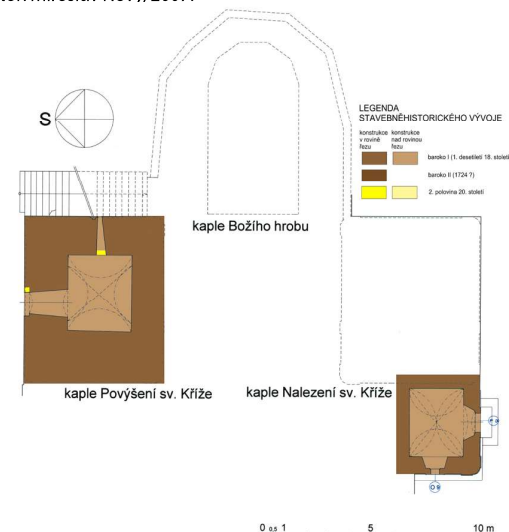 LEGENDA
STAVEBNĚHISTORICKÉHO VÝVOJE
konstrukce v rovině řezu
konstrukce nad rovinou řezu
baroko I (1. desetiletí 18. století
baroko II (1724 ?)
2. polovina 20. století
S
kaple Božího hrobu
kaple Povýšení sv. Kříže
kaple Nalezení sv. Kříže
0 0,5 1 5 10 m